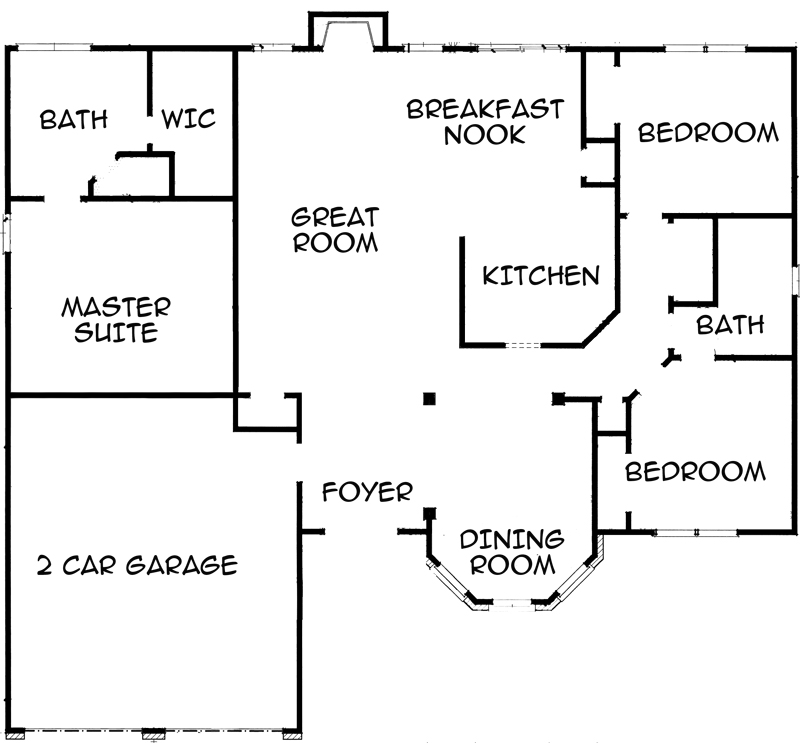 BATH
WIC
BREAKFAST
NOOK
BEDROOM
GREAT
ROOM
KITCHEN
MASTER
SUITE
BATH
BEDROOM
FOYER
DINING
ROOM
2 CAR GARAGE